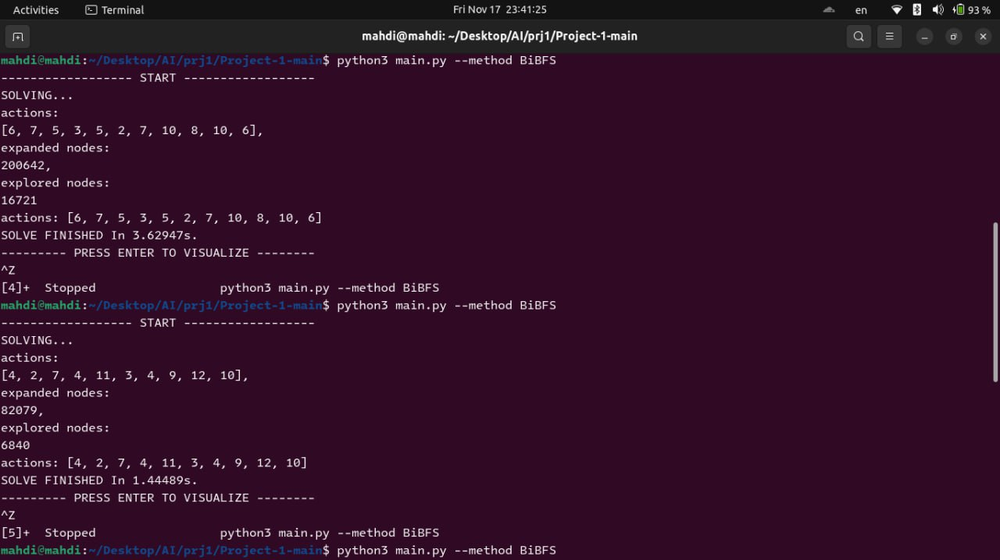 Activities Terminal Fri Nov 17 23:41:25 en 93 %
mahdi@mahdi: ~/Desktop/AI/prj1/Project-1-main
mahdi@mahdi:~/Desktop/AI/prj1/Project-1-main$ python3 main.py --method BiBFS
------------------ START ------------------
SOLVING...
actions:
[6, 7, 5, 3, 5, 2, 7, 10, 8, 10, 6],
expanded nodes:
200642,
explored nodes:
16721
actions: [6, 7, 5, 3, 5, 2, 7, 10, 8, 10, 6]
SOLVE FINISHED In 3.62947s.
--------- PRESS ENTER TO VISUALIZE --------
^Z
[4]+  Stopped                 python3 main.py --method BiBFS
mahdi@mahdi:~/Desktop/AI/prj1/Project-1-main$ python3 main.py --method BiBFS
------------------ START ------------------
SOLVING...
actions:
[4, 2, 7, 4, 11, 3, 4, 9, 12, 10],
expanded nodes:
82079,
explored nodes:
6840
actions: [4, 2, 7, 4, 11, 3, 4, 9, 12, 10]
SOLVE FINISHED In 1.44489s.
--------- PRESS ENTER TO VISUALIZE --------
^Z
[5]+  Stopped                 python3 main.py --method BiBFS
mahdi@mahdi:~/Desktop/AI/prj1/Project-1-main$ python3 main.py --method BiBFS